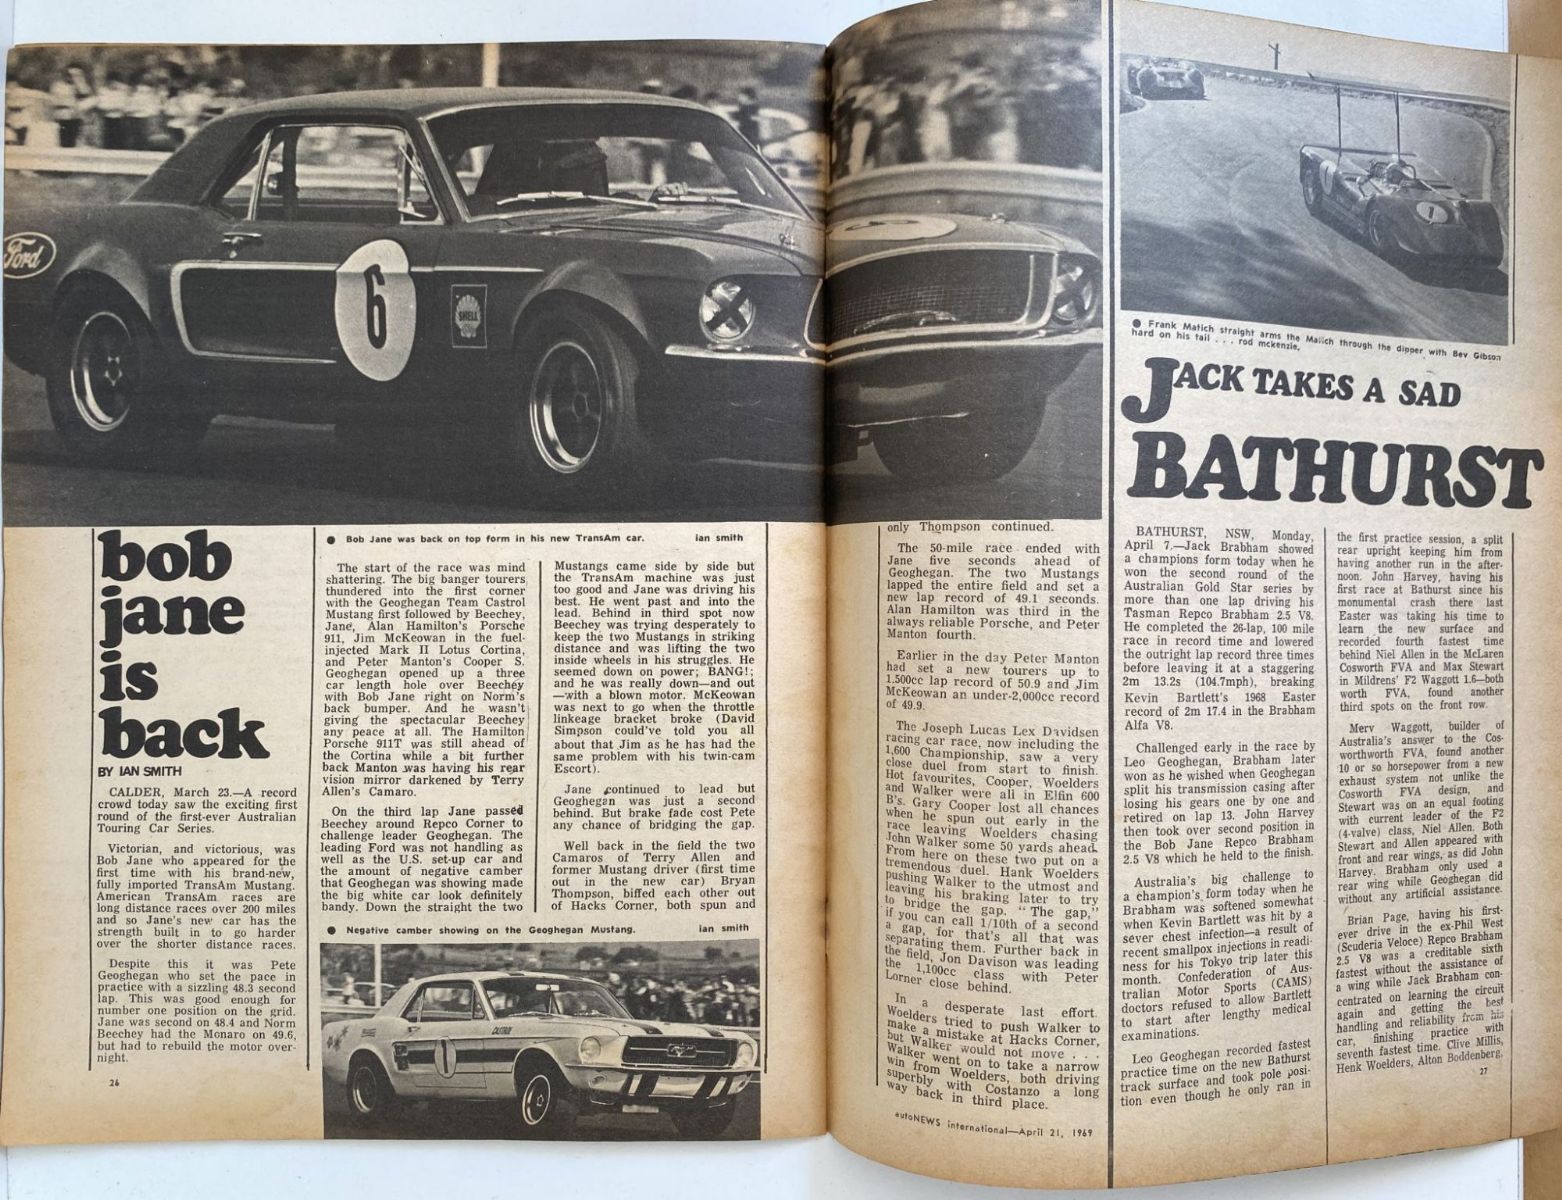 Ford
6
SHELL
6
1
● Bob Jane was back on top form in his new TransAm car. ian smith
bob
jane
is
back
BY IAN SMITH
CALDER, March 23.—A record
crowd today saw the exciting first
round of the first-ever Australian
Touring Car Series.
Victorian, and victorious, was
Bob Jane who appeared for the
first time with his brand-new,
fully imported TransAm Mustang.
American TransAm races are
long distance races over 200 miles
and so Jane's new car has the
strength built in to go harder
over the shorter distance races.
Despite this it was Pete
Geoghegan who set the pace in
practice with a sizzling 48.3 second
lap. This was good enough for
number one position on the grid.
Jane was second on 48.4 and Norm
Beechey had the Monaro on 49.6,
but had to rebuild the motor over-
night.
26
The start of the race was mind
shattering. The big banger tourers
thundered into the first corner
with the Geoghegan Team Castrol
Mustang first followed by Beechey,
Jane, Alan Hamilton's Porsche
911, Jim McKeowan in the fuel-
injected Mark II Lotus Cortina,
and Peter Manton's Cooper S.
Geoghegan opened up a three
car length hole over Beechey
with Bob Jane right on Norm's
back bumper. And he wasn't
giving the spectacular Beechey
any peace at all. The Hamilton
Porsche 911T was still ahead of
the Cortina while a bit further
back Manton was having his rear
vision mirror darkened by Terry
Allen's Camaro.
On the third lap Jane passed
Beechey around Repco Corner to
challenge leader Geoghegan. The
leading Ford was not handling as
well as the U.S. set-up car and
the amount of negative camber
that Geoghegan was showing made
the big white car look definitely
bandy. Down the straight the two
Mustangs came side by side but
the TransAm machine was just
too good and Jane was driving his
best. He went past and into the
lead. Behind in third spot now
Beechey was trying desperately to
keep the two Mustangs in striking
distance and was lifting the two
inside wheels in his struggles. He
seemed down on power; BANG!;
and he was really down—and out
—with a blown motor. McKeowan
was next to go when the throttle
linkeage bracket broke (David
Simpson could've told you all
about that Jim as he has had the
same problem with his twin-cam
Escort).
Jane continued to lead but
Geoghegan was just a second
behind. But brake fade cost Pete
any chance of bridging the gap.
Well back in the field the two
Camaros of Terry Allen and
former Mustang driver (first time
out in the new car) Bryan
Thompson, biffed each other out
of Hacks Corner, both spun and
● Negative camber showing on the Geoghegan Mustang. ian smith
CASTROL
1
only Thompson continued.
The 50-mile race ended with
Jane five seconds ahead of
Geoghegan. The two Mustangs
lapped the entire field and set a
new lap record of 49.1 seconds.
Alan Hamilton was third in the
always reliable Porsche, and Peter
Manton fourth.
Earlier in the day Peter Manton
had set a new tourers up to
1.500cc lap record of 50.9 and Jim
McKeowan an under-2,000cc record
of 49.9.
The Joseph Lucas Lex Davidsen
racing car race, now including the
1,600 Championship, saw a very
close duel from start to finish.
Hot favourites, Cooper, Woelders
and Walker were all in Elfin 600
B's. Gary Cooper lost all chances
when he spun out early in the
race leaving Woelders chasing
John Walker some 50 yards ahead.
From here on these two put on a
tremendous duel. Hank Woelders
pushing Walker to the utmost and
leaving his braking later to try
to bridge the gap. "The gap,"
if you can call 1/10th of a second
a gap, for that's all that was
separating them. Further back in
the field, Jon Davison was leading
the 1,100cc class with Peter
Lorner close behind.
In a desperate last effort.
Woelders tried to push Walker to
make a mistake at Hacks Corner,
but Walker would not move . . .
Walker went on to take a narrow
win from Woelders, both driving
superbly with Costanzo a long
way back in third place.
autoNEWS international—April 21, 1969
● Frank Matich straight arms the Matich through the dipper with Bev Gibson
hard on his tail . . . rod mckenzie.
JACK TAKES A SAD
BATHURST
BATHURST, NSW, Monday,
April 7.—Jack Brabham showed
a champions form today when he
won the second round of the
Australian Gold Star series by
more than one lap driving his
Tasman Repco Brabham 2.5 V8.
He completed the 26-lap, 100 mile
race in record time and lowered
the outright lap record three times
before leaving it at a staggering
2m 13.2s (104.7mph), breaking
Kevin Bartlett's 1968 Easter
record of 2m 17.4 in the Brabham
Alfa V8.
Challenged early in the race by
Leo Geoghegan, Brabham later
won as he wished when Geoghegan
split his transmission casing after
losing his gears one by one and
retired on lap 13. John Harvey
then took over second position in
the Bob Jane Repco Brabham
2.5 V8 which he held to the finish.
Australia's big challenge to
a champion's form today when he
Brabham was softened somewhat
when Kevin Bartlett was hit by a
sever chest infection—a result of
recent smallpox injections in readi-
ness for his Tokyo trip later this
month. Confederation of Aus-
tralian Motor Sports (CAMS)
doctors refused to allow Bartlett
to start after lengthy medical
examinations.
Leo Geoghegan recorded fastest
practice time on the new Bathurst
track surface and took pole posi-
tion even though he only ran in
the first practice session, a split
rear upright keeping him from
having another run in the after-
noon. John Harvey, having his
first race at Bathurst since his
monumental crash there last
Easter was taking his time to
learn the new surface and
recorded fourth fastest time
behind Niel Allen in the McLaren
Cosworth FVA and Max Stewart
in Mildrens' F2 Waggott 1.6—both
worth FVA, found another
third spots on the front row.
Merv Waggott, builder of
Australia's answer to the Cos-
worthworth FVA, found another
10 or so horsepower from a new
exhaust system not unlike the
Cosworth FVA design, and
Stewart was on an equal footing
with current leader of the F2
(4-valve) class, Niel Allen. Both
Stewart and Allen appeared with
front and rear wings, as did John
Harvey. Brabham only used a
rear wing while Geoghegan did
without any artificial assistance.
Brian Page, having his first-
ever drive in the ex-Phil West
(Scuderia Veloce) Repco Brabham
2.5 V8 was a creditable sixth
fastest without the assistance of
a wing while Jack Brabham con-
centrated on learning the circuit
again and getting the best
handling and reliability from his
car, finishing practice with
seventh fastest time. Clive Millis,
Henk Woelders, Alton Boddenberg,
27